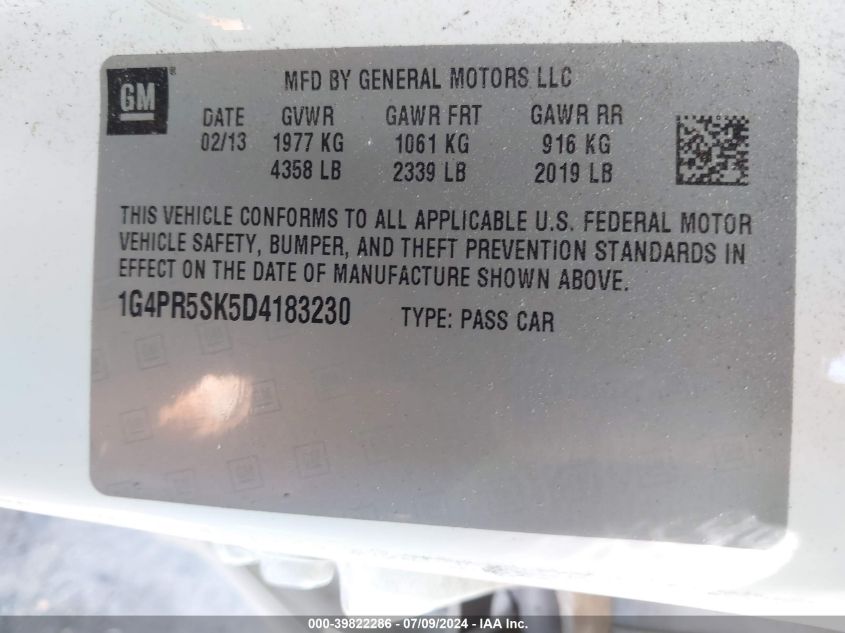 GM ®
MFD BY GENERAL MOTORS LLC
DATE GVWR GAWR FRT GAWR RR
02/13 1977 KG 1061 KG 916 KG
4358 LB 2339 LB 2019 LB
THIS VEHICLE CONFORMS TO ALL APPLICABLE U.S. FEDERAL MOTOR
VEHICLE SAFETY, BUMPER, AND THEFT PREVENTION STANDARDS IN
EFFECT ON THE DATE OF MANUFACTURE SHOWN ABOVE.
1G4PR5SK5D4183230 TYPE: PASS CAR
000-39822286 - 07/09/2024 - IAA Inc.